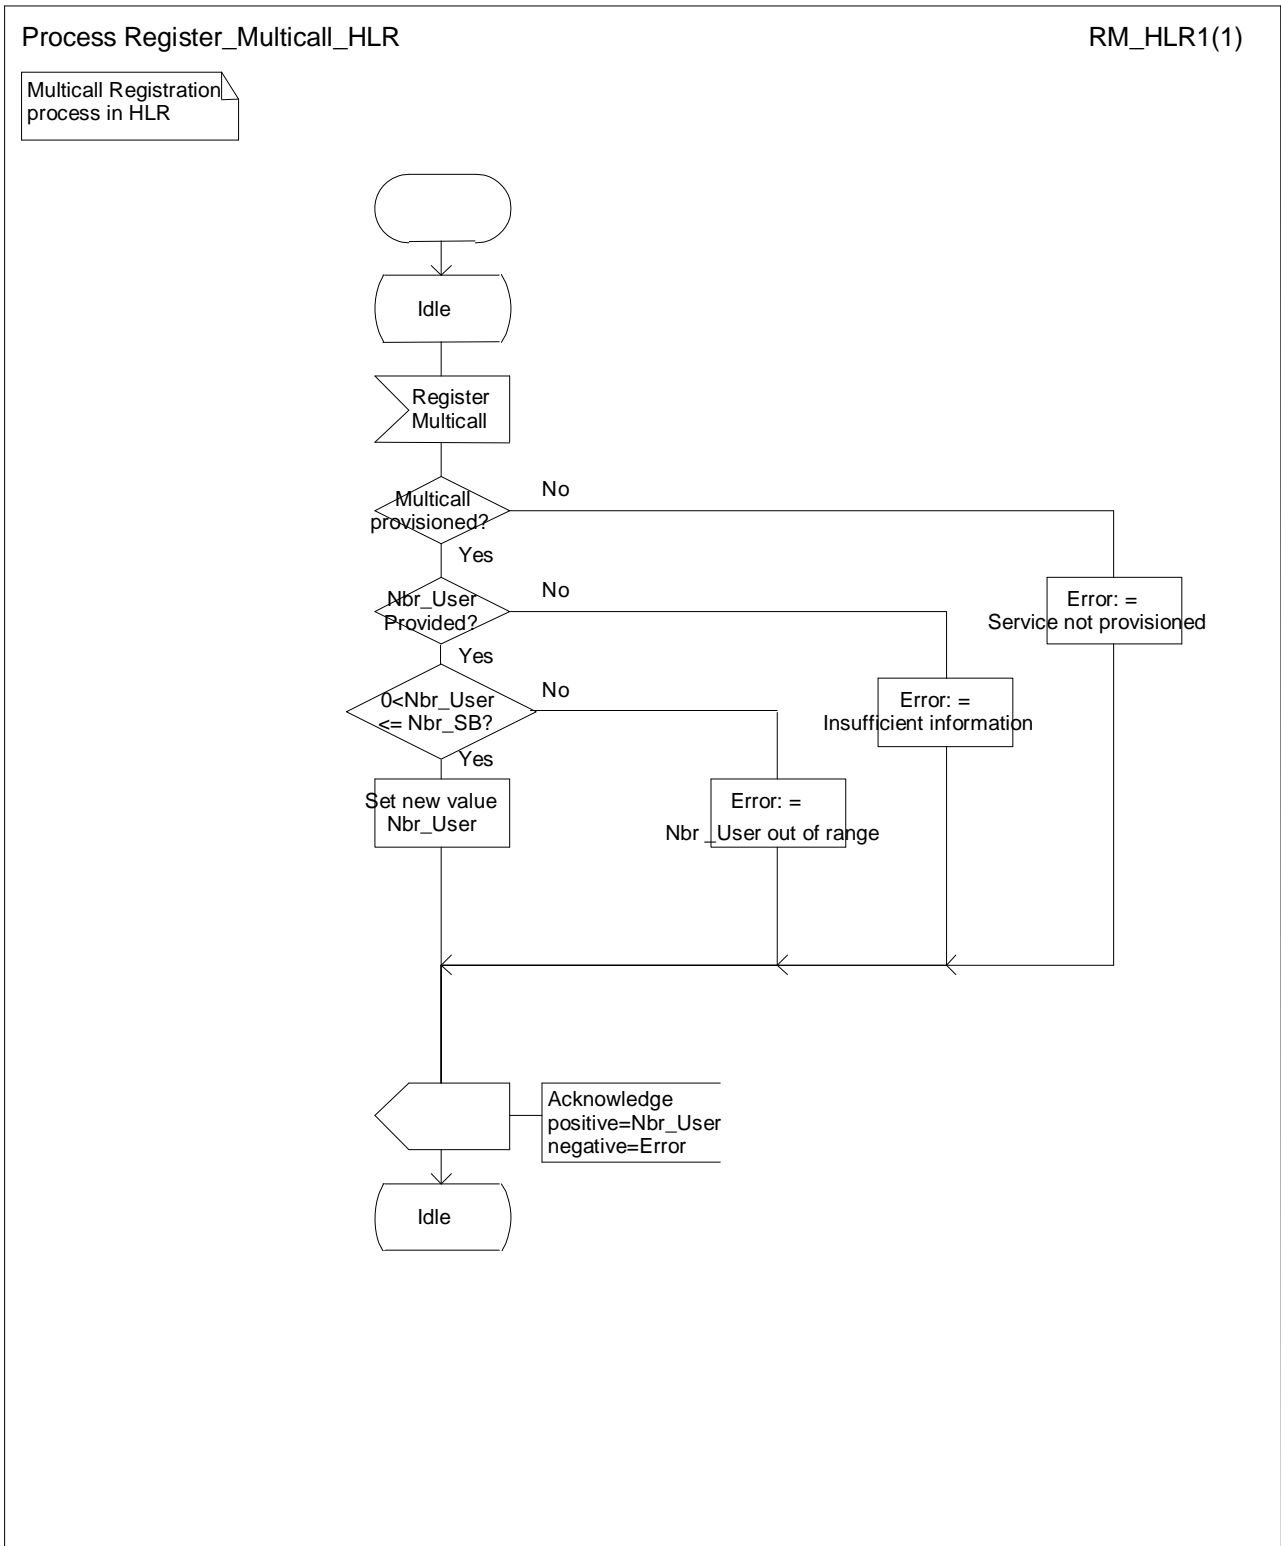 Process Register_Multicall_HLR
RM_HLR1(1)
Multicall Registration
process in HLR
Idle
Register
Multicall
Multicall
provisioned?
No
Yes
Nbr_User
Provided?
No
Yes
Error: =
Service not provisioned
0<Nbr_User
<= Nbr_SB?
No
Yes
Error: =
Insufficient information
Set new value
Nbr_User
Error: =
Nbr _User out of range
Acknowledge
positive=Nbr_User
negative=Error
Idle